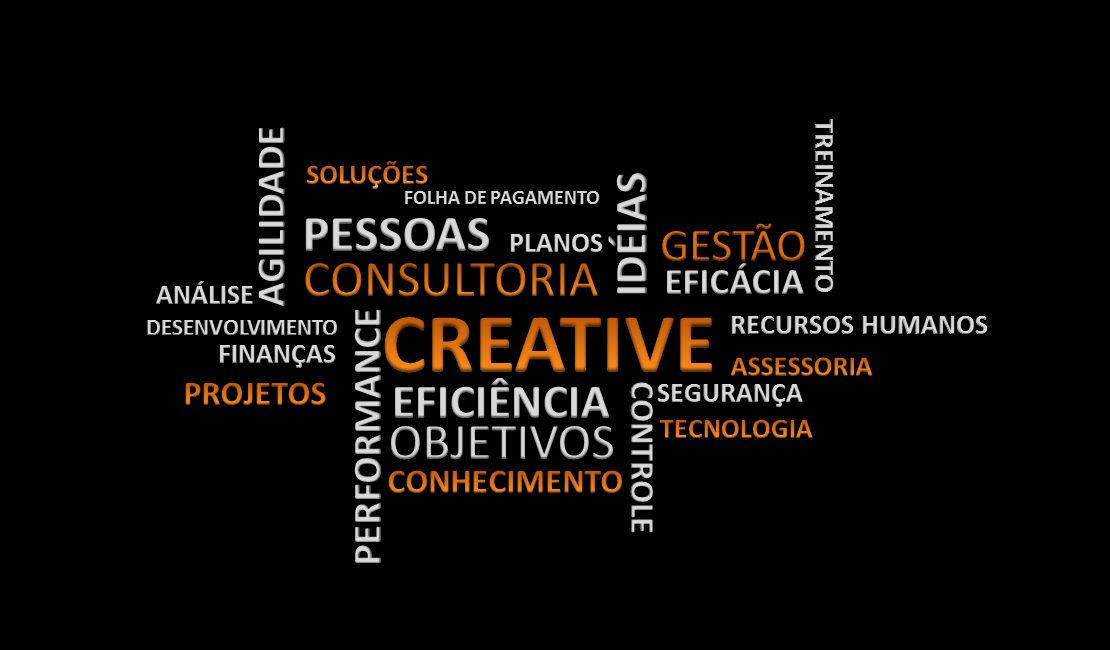 AGILIDADE
SOLUÇÕES
FOLHA DE PAGAMENTO
PESSOAS
PLANOS
IDÉIAS
GESTÃO
EFICÁCIA
TREINAMENTO
CONSULTORIA
ANÁLISE
DESENVOLVIMENTO
FINANÇAS
PROJETOS
PERFORMANCE
CREATIVE
RECURSOS HUMANOS
ASSESSORIA
EFICIÊNCIA
OBJETIVOS
CONHECIMENTO
CONTROLE
SEGURANÇA
TECNOLOGIA